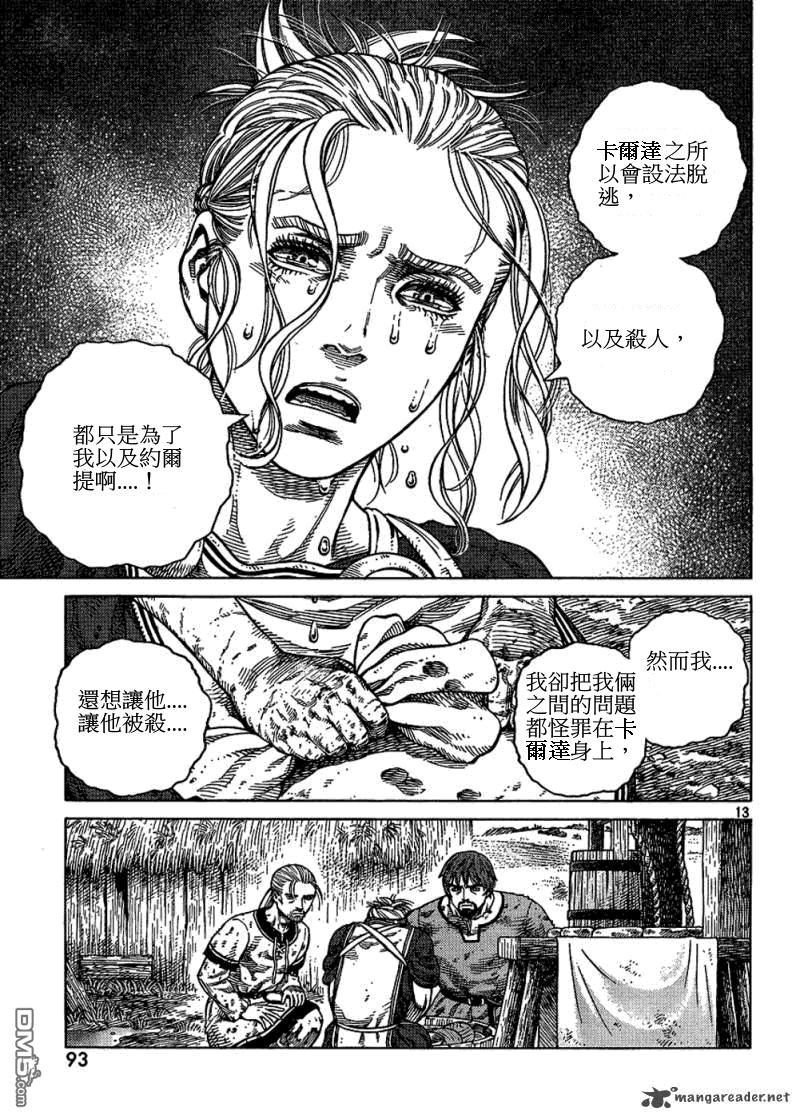 卡爾達之所
以會設法脫
逃，
以及殺人，
都只是為了
我以及約爾
提啊....！
然而我....
我卻把我倆
之間的問題
都怪罪在卡
爾達身上，
還想讓他....
讓他被殺....
13
93
DM5.com
mangareader.net